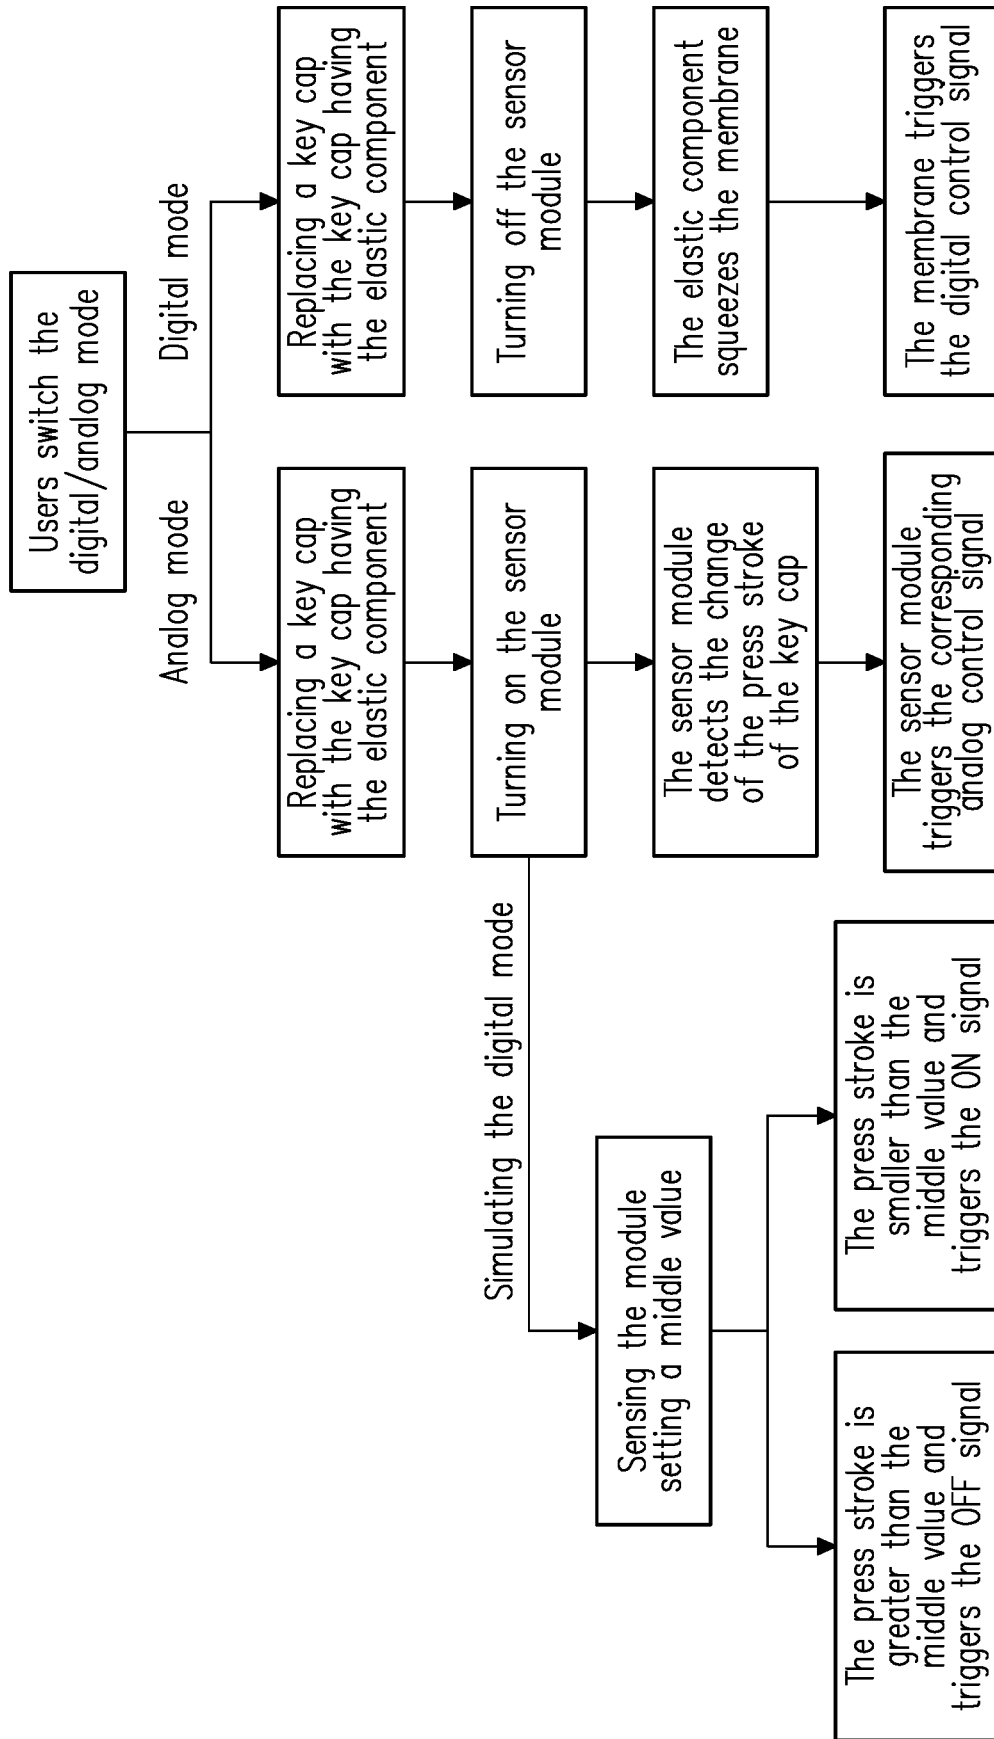 Users switch the
digital/analog mode
Analog mode
Digital mode
Replacing a key cap
with the key cap having
the elastic component
Replacing a key cap
with the key cap having
the elastic component
Simulating the digital mode
Turning on the sensor
module
Turning off the sensor
module
Sensing the module
setting a middle value
The sensor module
detects the change
of the press stroke
of the key cap
The elastic component
squeezes the membrane
The press stroke is
greater than the
middle value and
triggers the OFF signal
The press stroke is
smaller than the
middle value and
triggers the ON signal
The sensor module
triggers the corresponding
analog control signal
The membrane triggers
the digital control signal